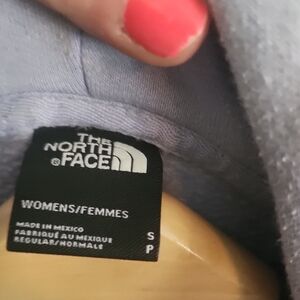 THE
NORTH
®FACE
WOMENS/FEMMES
MADE IN MEXICO
FABRIQUÉ AU MEXIQUE
REGULAR/NORMALE
S
P